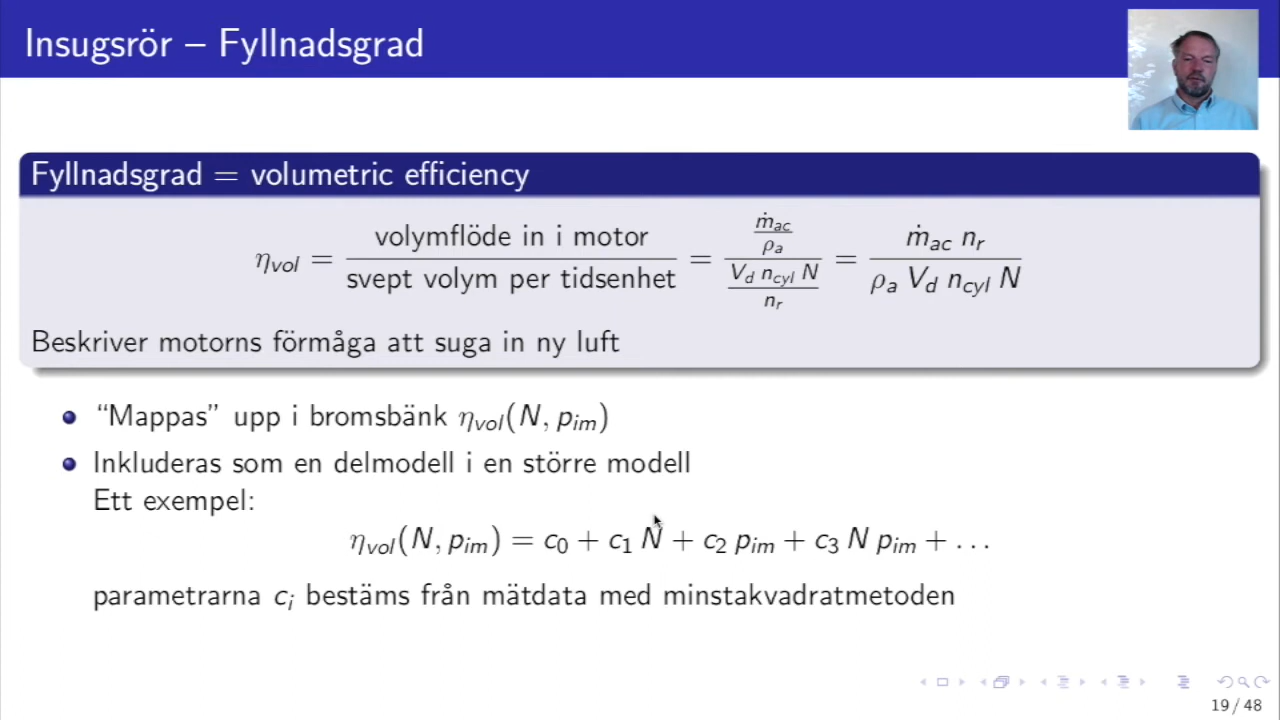 Insugsrör – Fyllnadsgrad
Fyllnadsgrad = volumetric efficiency
η_vol = volymflöde in i motor / svept volym per tidsenhet = (ṁ_ac / ρ_a) / (V_d n_cyl N / n_r) = ṁ_ac n_r / ρ_a V_d n_cyl N
Beskriver motorns förmåga att suga in ny luft
“Mappas” upp i bromsbänk η_vol(N, p_im)
Inkluderas som en delmodell i en större modell
Ett exempel:
η_vol(N, p_im) = c_0 + c_1 N + c_2 p_im + c_3 N p_im + . . .
parametrarna c_i bestäms från mätdata med minstakvadratmetoden
19 / 48